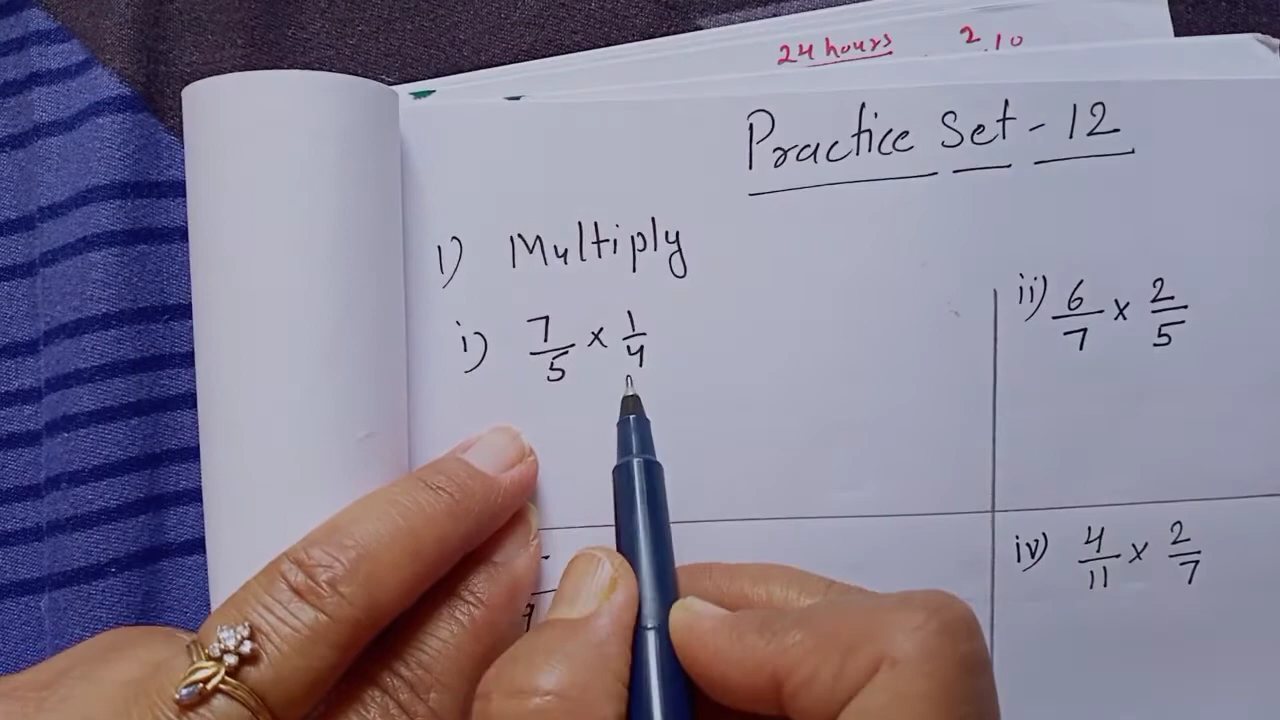 24 hours 2.10
Practice Set - 12
1) Multiply
i) 7/5 × 1/4
ii) 6/7 × 2/5
iv) 4/11 × 2/7